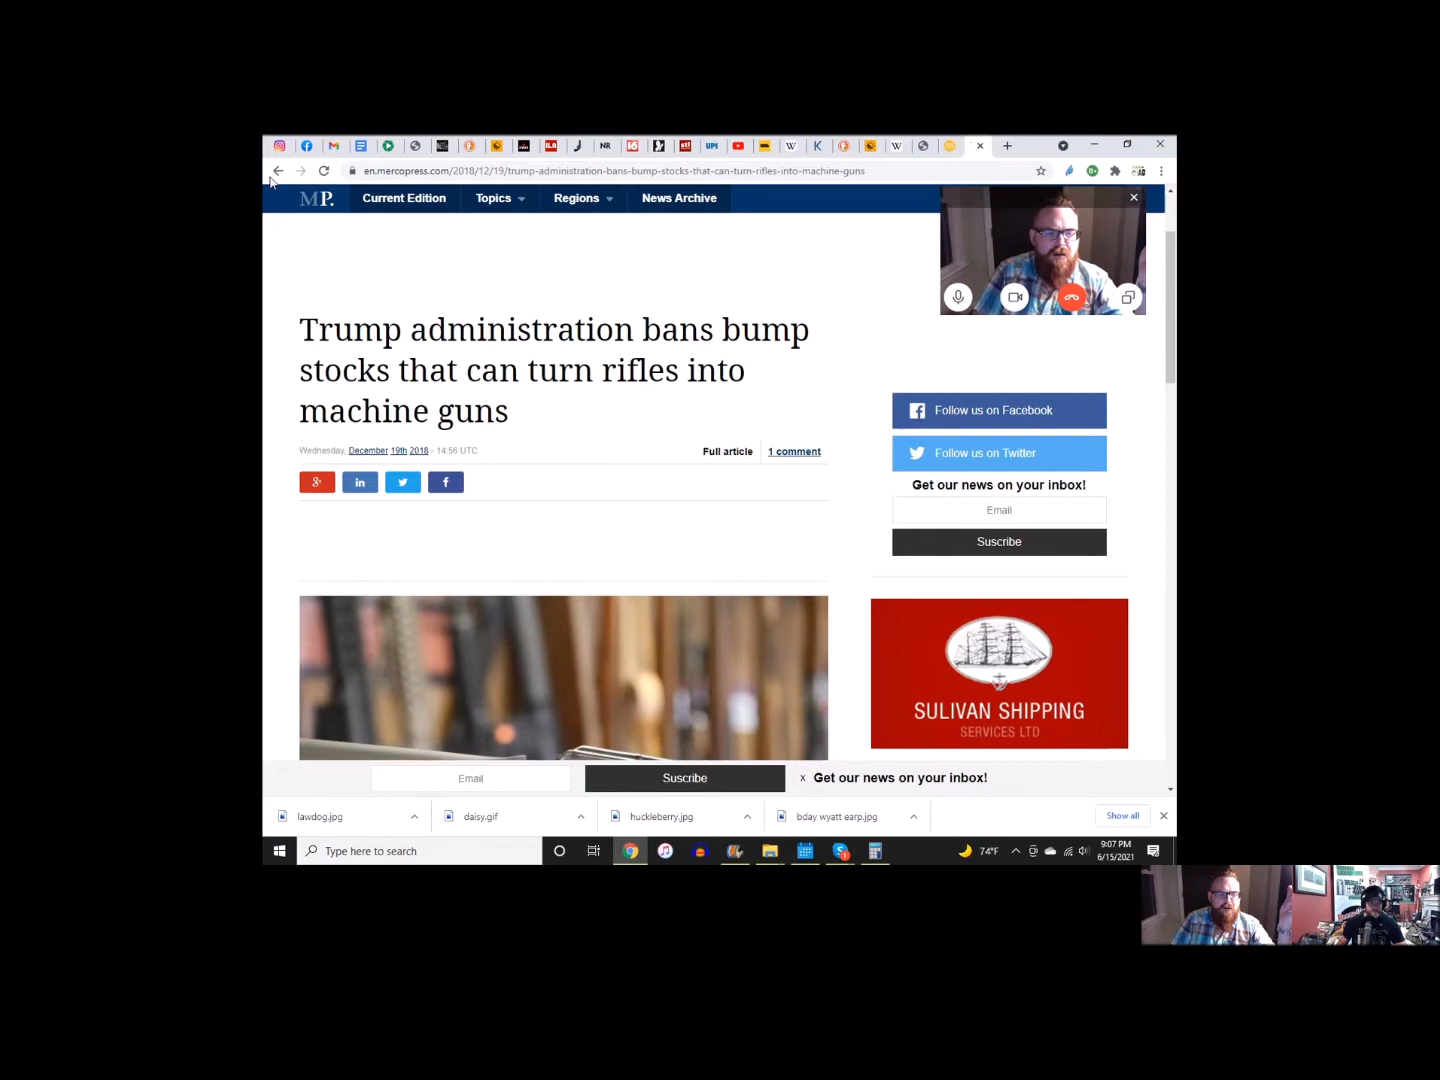 NR
UPI
en.mercopress.com/2018/12/19/trump-administration-bans-bump-stocks-that-can-turn-rifles-into-machine-guns
MP.
Current Edition
Topics
Regions
News Archive
Trump administration bans bump
stocks that can turn rifles into
machine guns
Wednesday, December 19th 2018 - 14:56 UTC
Full article
1 comment
Follow us on Facebook
Follow us on Twitter
Get our news on your inbox!
Email
Suscribe
SULIVAN SHIPPING
SERVICES LTD
Email
Suscribe
x Get our news on your inbox!
lawdog.jpg
daisy.gif
huckleberry.jpg
bday wyatt earp.jpg
Show all
Type here to search
74°F
9:07 PM
6/15/2021